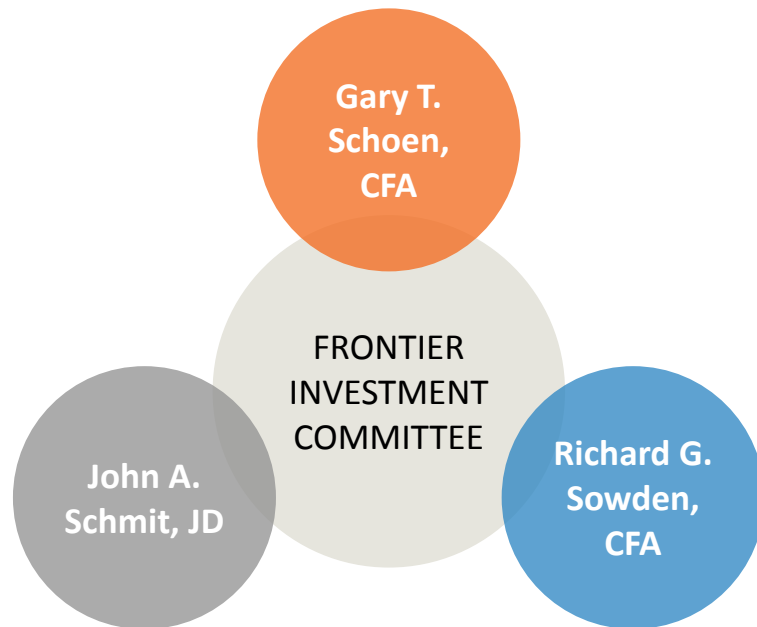 Gary T.
Schoen,
CFA
FRONTIER
INVESTMENT
COMMITTEE
John A.
Schmit, JD
Richard G.
Sowden,
CFA